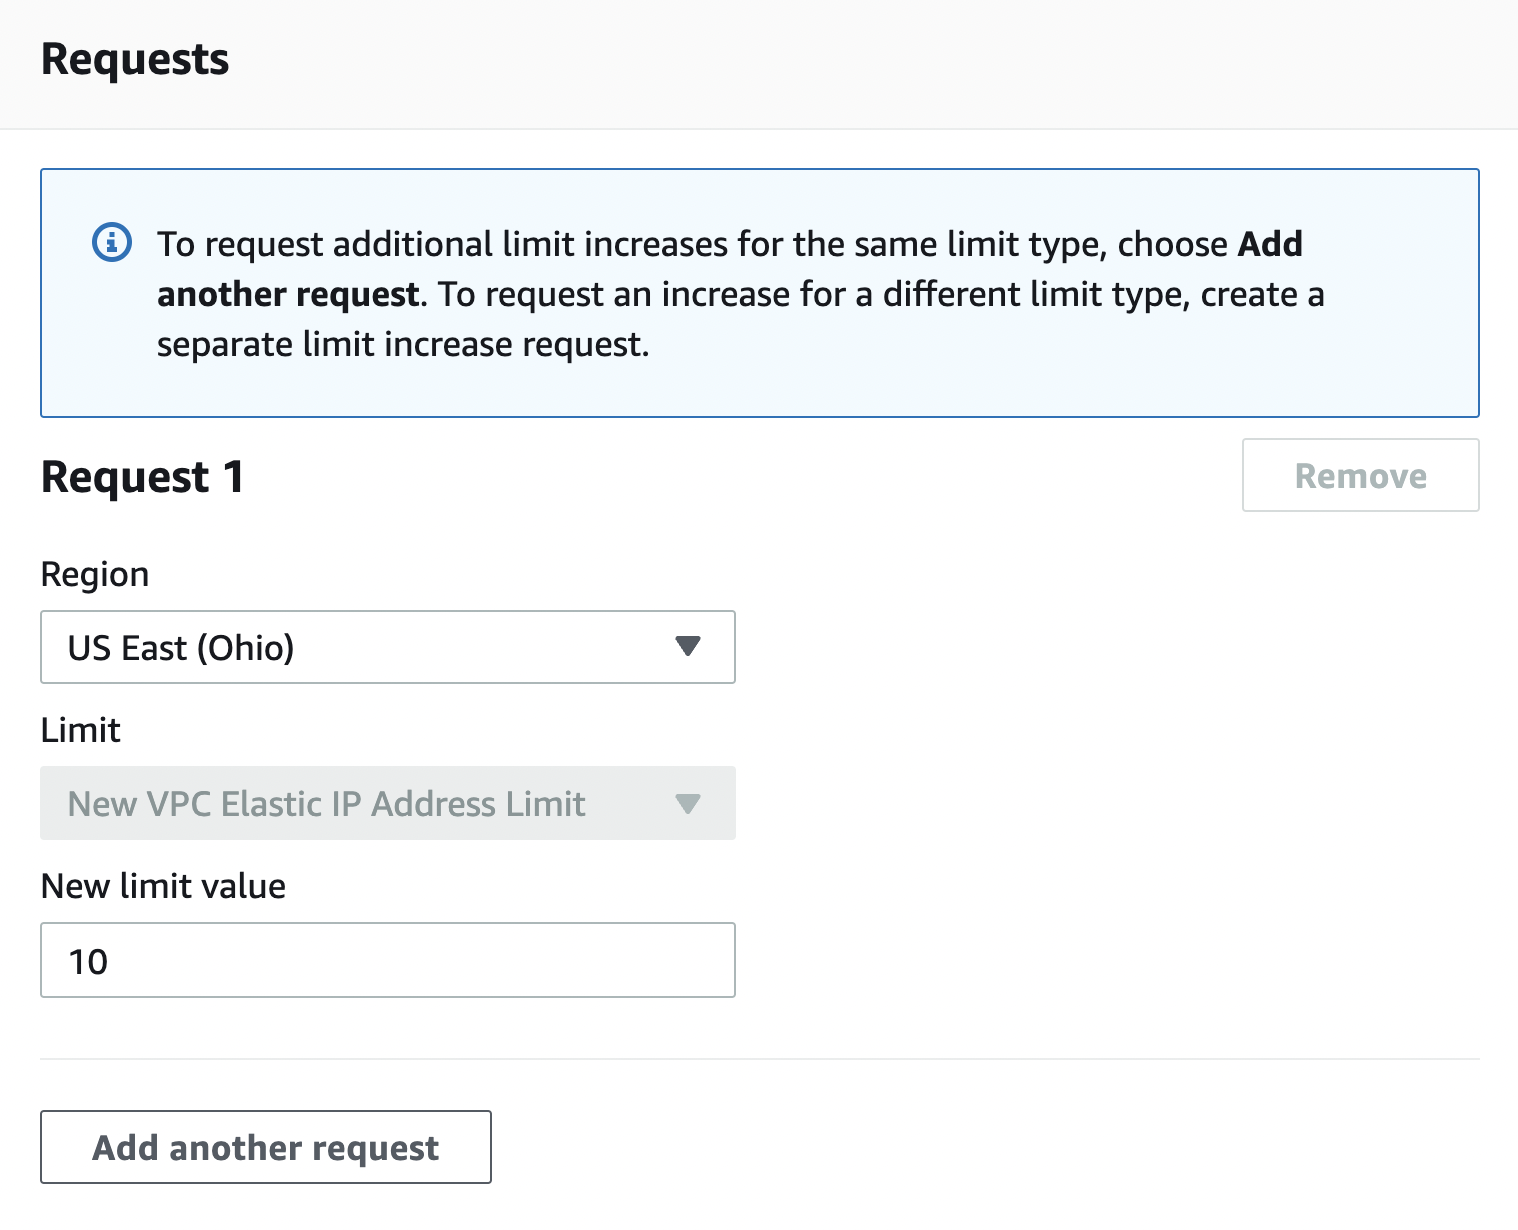 Requests
To request additional limit increases for the same limit type, choose Add
another request. To request an increase for a different limit type, create a
separate limit increase request.
Request 1
Remove
Region
US East (Ohio)
Limit
New VPC Elastic IP Address Limit
New limit value
10
Add another request